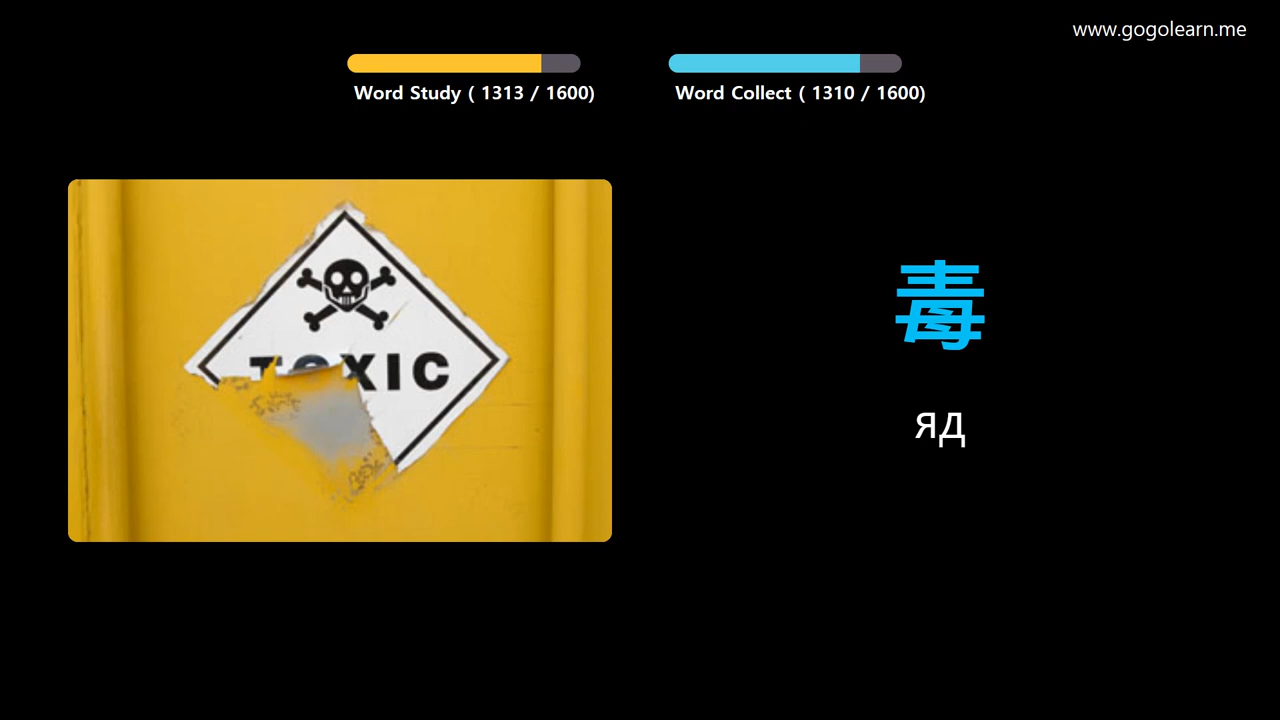 www.gogolearn.me
Word Study ( 1313 / 1600)
Word Collect ( 1310 / 1600)
TOXIC
毒
яд